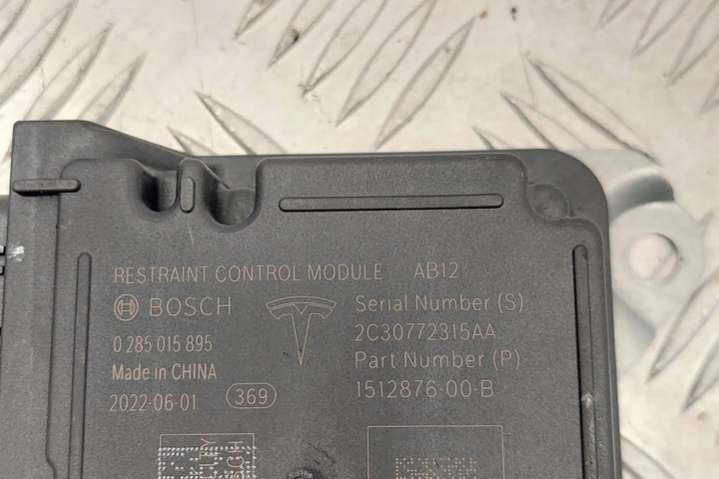 RESTRAINT CONTROL MODULE AB12
BOSCH
Serial Number (S)
0 285 015 895
2C30772315AA
Made in CHINA
Part Number (P)
2022-06-01
369
1512876-00-B